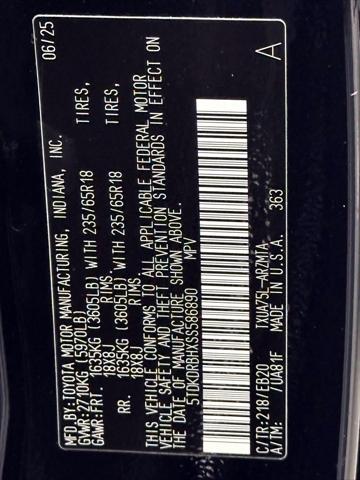 MFD.BY:TOYOTA MOTOR MANUFACTURING, INDIANA, INC. 06/25
GVWR:2710KG (5970LB)
GAWR:FRT. 1635KG (3605LB) WITH 235/65R18 TIRES,
18X8J RIMS.
RR. 1635KG (3605LB) WITH 235/65R18 TIRES,
18X8J RIMS.
THIS VEHICLE CONFORMS TO ALL APPLICABLE FEDERAL MOTOR
VEHICLE SAFETY AND THEFT PREVENTION STANDARDS IN EFFECT ON
THE DATE OF MANUFACTURE SHOWN ABOVE.
MPV
C/TR:218/FB20
A/TM: /UA81F
MADE IN U.S.A. 363
A